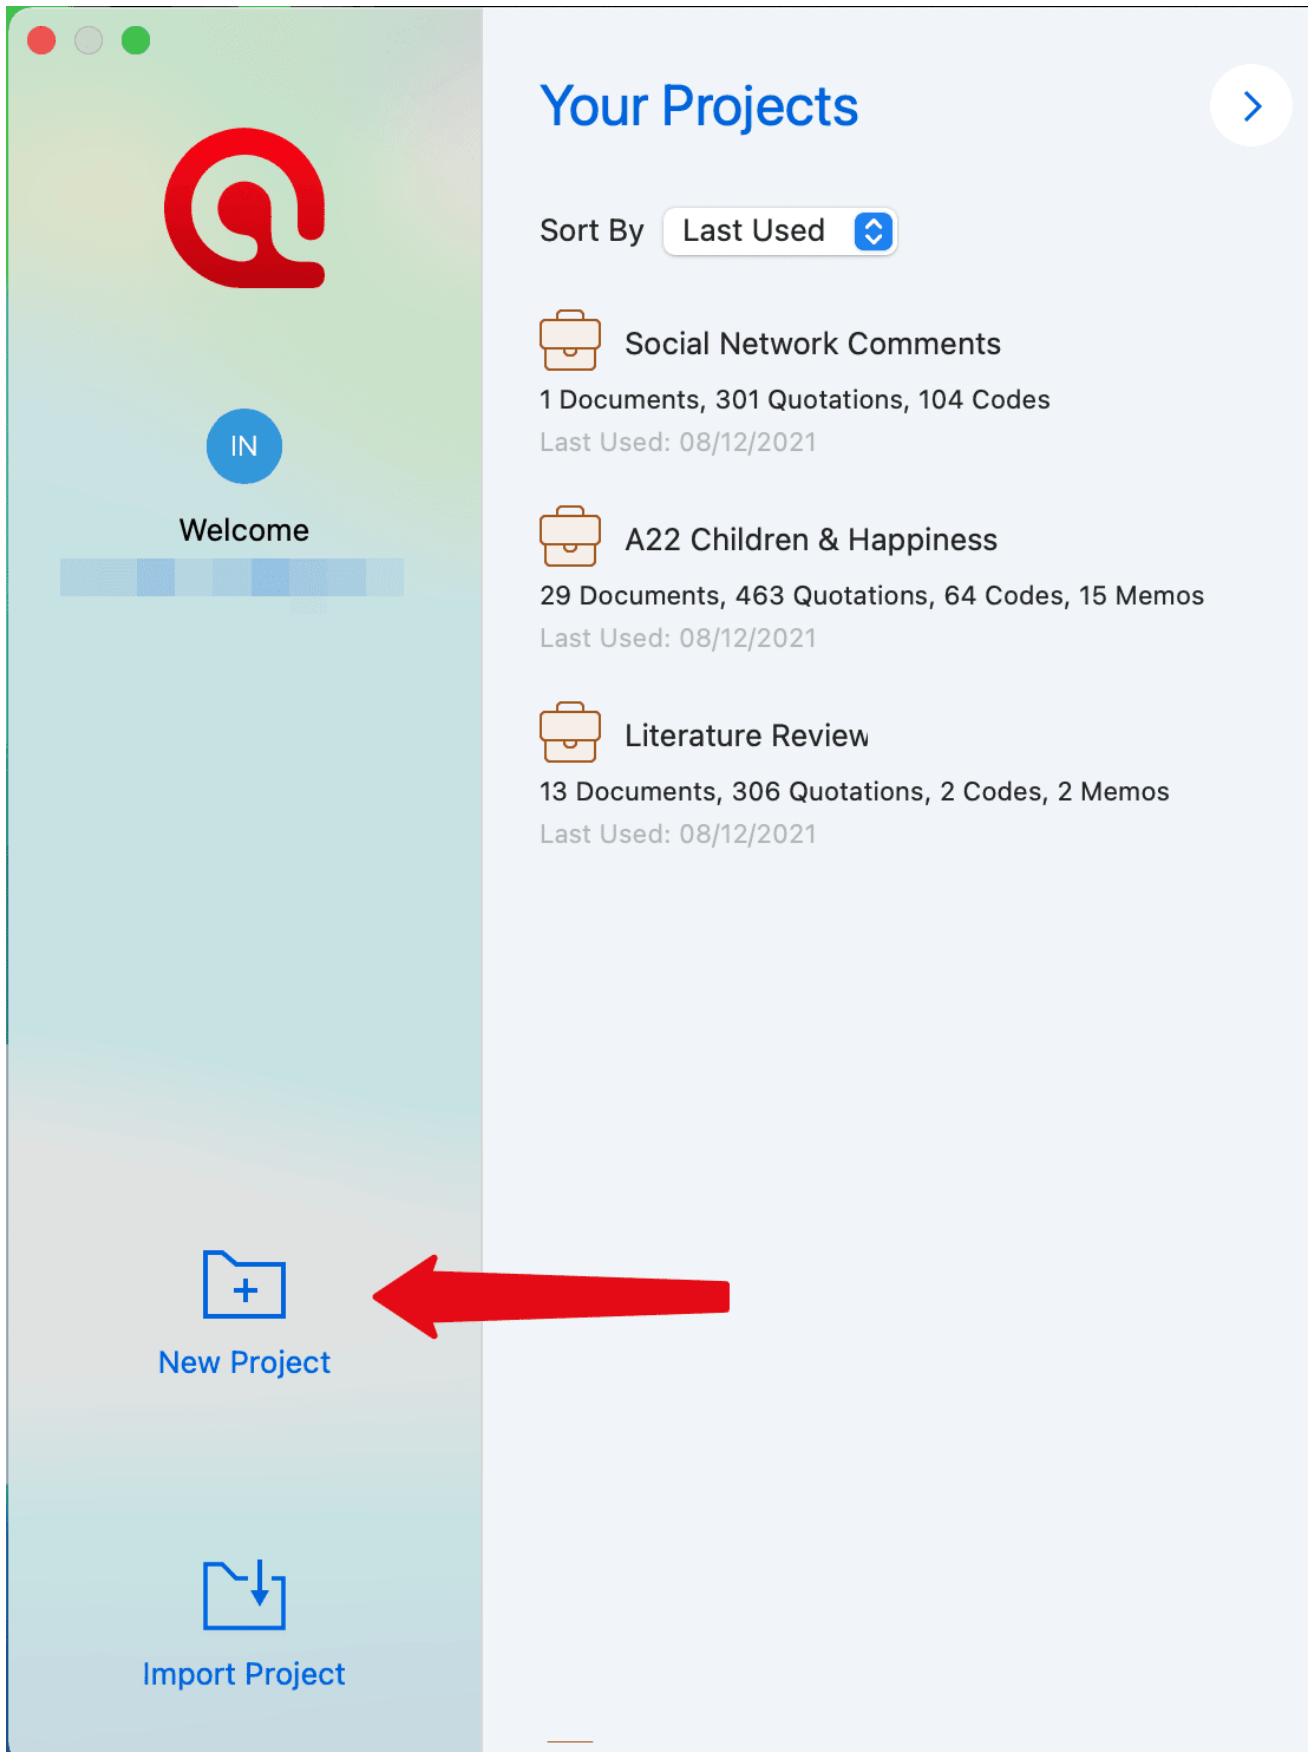 Your Projects
Sort By Last Used
Social Network Comments
1 Documents, 301 Quotations, 104 Codes
Last Used: 08/12/2021
A22 Children & Happiness
29 Documents, 463 Quotations, 64 Codes, 15 Memos
Last Used: 08/12/2021
Literature Review
13 Documents, 306 Quotations, 2 Codes, 2 Memos
Last Used: 08/12/2021
IN
Welcome
New Project
Import Project